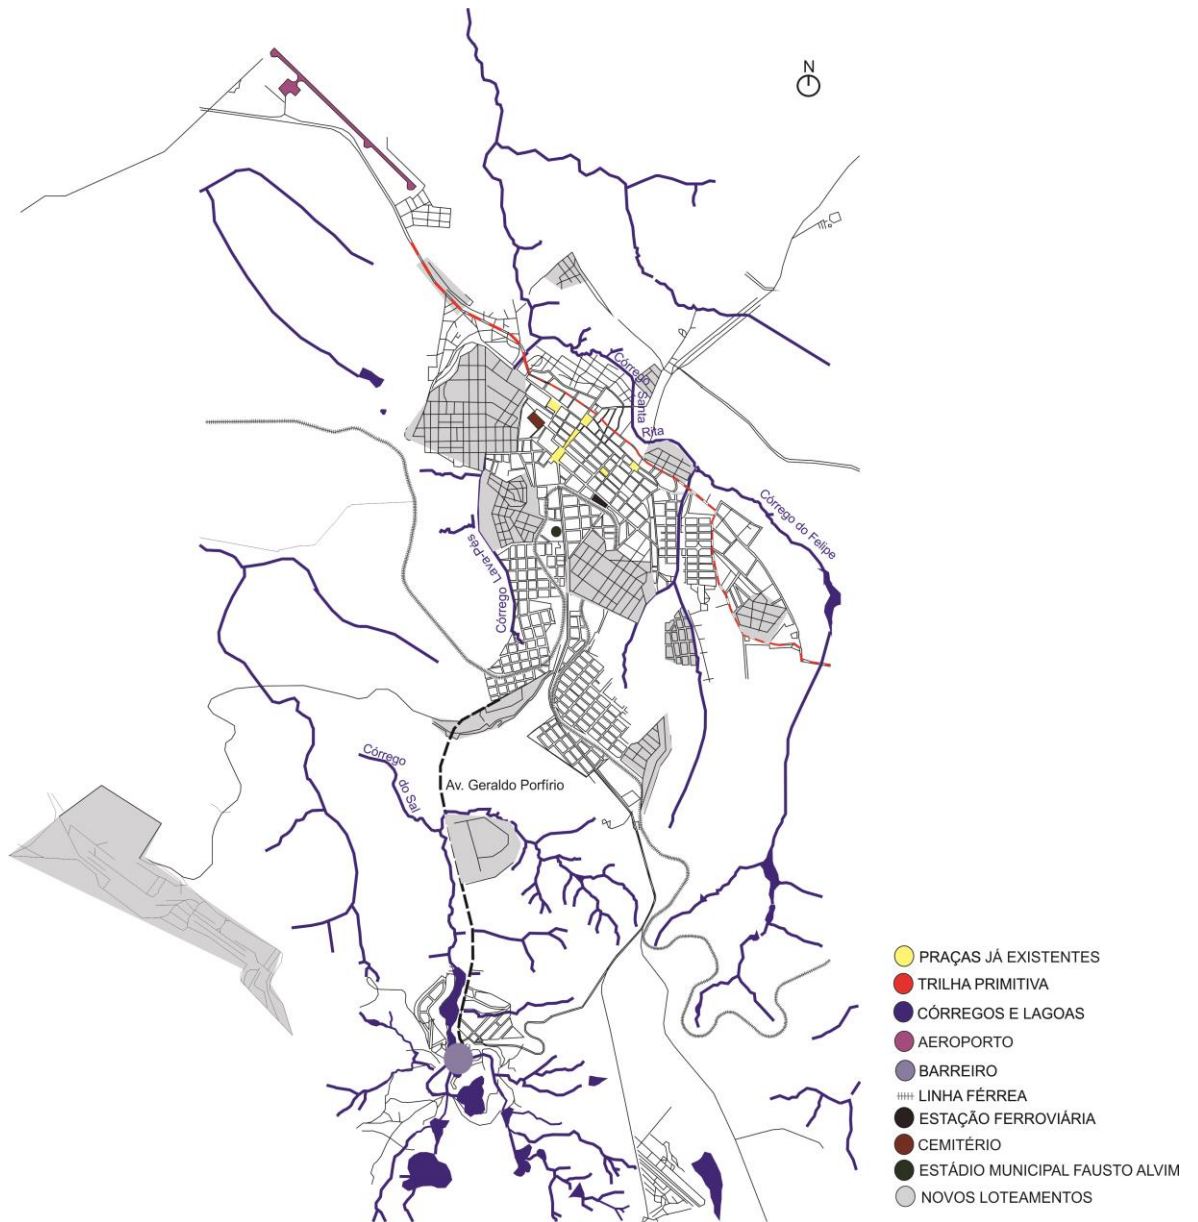 N
Córrego
Santa
Rita
Córrego do Felipe
Córrego Lava-Pés
Córrego
do Sal
Av. Geraldo Porfírio
PRAÇAS JÁ EXISTENTES
TRILHA PRIMITIVA
CÓRREGOS E LAGOAS
AEROPORTO
BARREIRO
LINHA FÉRREA
ESTAÇÃO FERROVIÁRIA
CEMITÉRIO
ESTÁDIO MUNICIPAL FAUSTO ALVIM
NOVOS LOTEAMENTOS